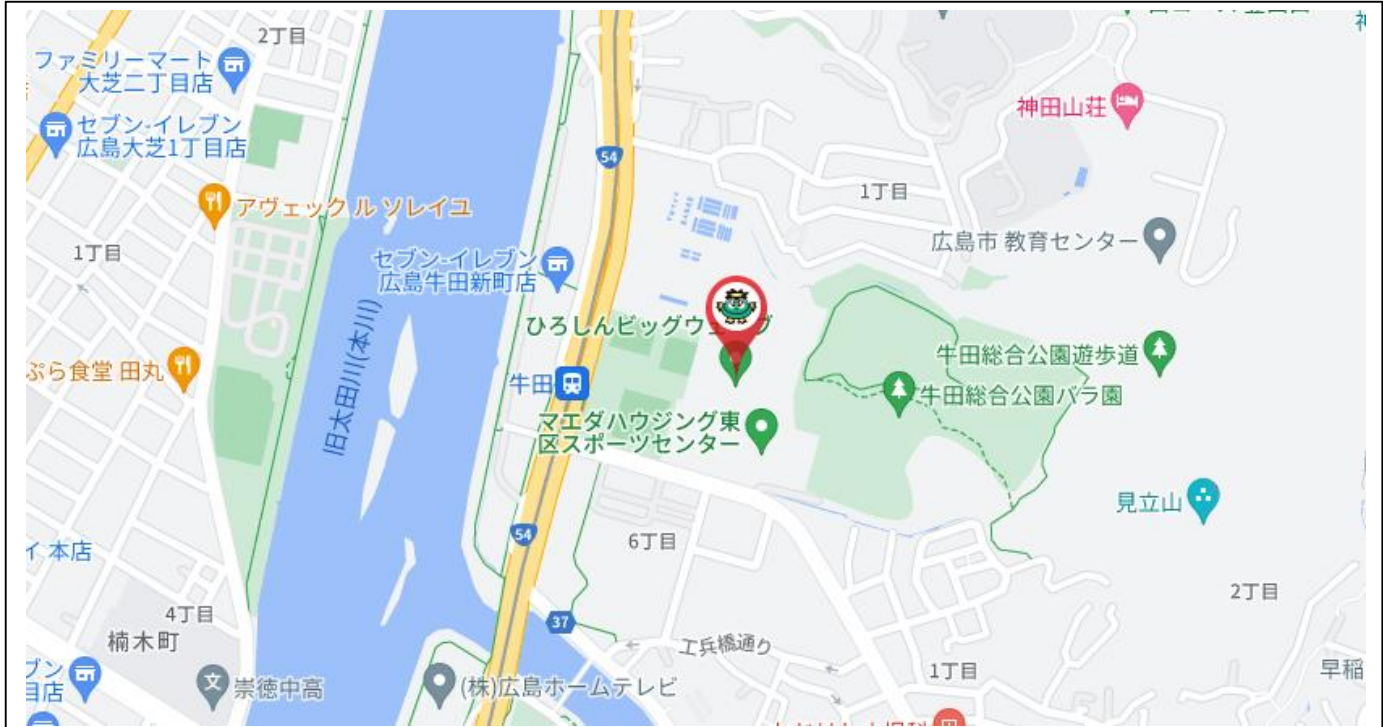 2丁目
ファミリーマート
大芝二丁目店
セブン-イレブン
広島大芝1丁目店
アヴェック ル ソレイユ
1丁目
セブン-イレブン
広島牛田新町店
54
神田山荘
1丁目
広島市 教育センター
旧太田川(本川)
ひろしんビッグウェーブ
ぷら食堂 田丸
牛田
マエダハウジング東
区スポーツセンター
牛田総合公園遊歩道
牛田総合公園バラ園
見立山
54
6丁目
イ 本店
2丁目
4丁目
楠木町
37
工兵橋通り
1丁目
早稲
ブン
目店
文
崇徳中高
(株)広島ホームテレビ